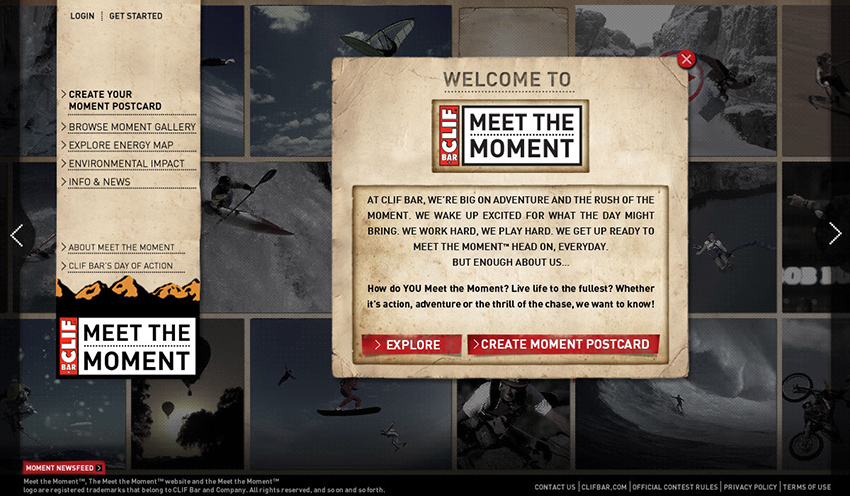 LOGIN | GET STARTED
CREATE YOUR
MOMENT POSTCARD
BROWSE MOMENT GALLERY
EXPLORE ENERGY MAP
ENVIRONMENTAL IMPACT
INFO & NEWS
ABOUT MEET THE MOMENT
CLIF BAR'S DAY OF ACTION
CLIF BAR
MEET THE
MOMENT
WELCOME TO
CLIF BAR
MEET THE
MOMENT
AT CLIF BAR, WE'RE BIG ON ADVENTURE AND THE RUSH OF THE
MOMENT. WE WAKE UP EXCITED FOR WHAT THE DAY MIGHT
BRING. WE WORK HARD, WE PLAY HARD. WE GET UP READY TO
MEET THE MOMENT™ HEAD ON, EVERYDAY.
BUT ENOUGH ABOUT US...
How do YOU Meet the Moment? Live life to the fullest? Whether
it's action, adventure or the thrill of the chase, we want to know!
EXPLORE
CREATE MOMENT POSTCARD
MOMENT NEWSFEED
Meet the Moment™, The Meet the Moment™ website and the Meet the Moment™
logo are registered trademarks that belong to CLIF Bar and Company. All rights reserved, and so on and so forth.
CONTACT US | CLIFBAR.COM | OFFICIAL CONTEST RULES | PRIVACY POLICY | TERMS OF USE